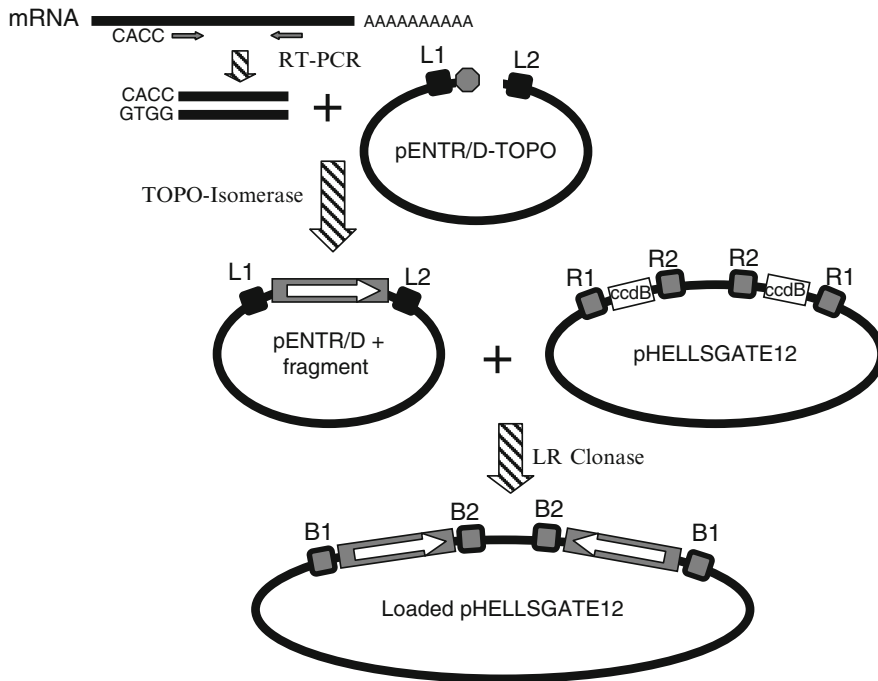 mRNA
AAAAAAAAAA
CACC
RT-PCR
L1
L2
CACC
GTGG
+
pENTR/D-TOPO
TOPO-Isomerase
L1
L2
R1
ccdB
R2
R2
ccdB
R1
pENTR/D +
fragment
+
pHELLSGATE12
LR Clonase
B1
B2
B2
B1
Loaded pHELLSGATE12